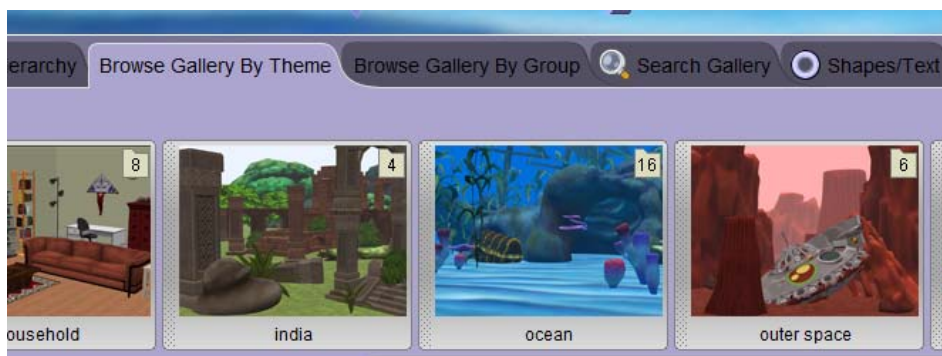 erarchy Browse Gallery By Theme Browse Gallery By Group Search Gallery Shapes/Text
8 4 16 6
ousehold india ocean outer space